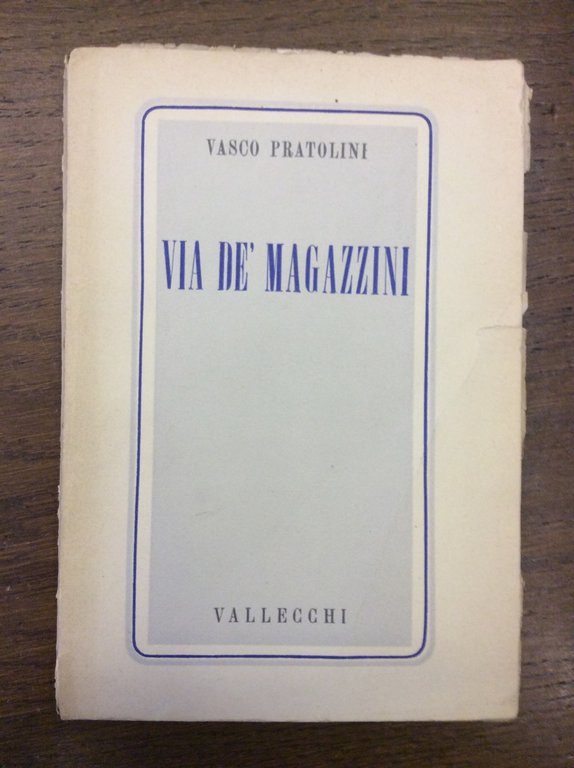 VASCO PRATOLINI
VIA DE' MAGAZZINI
VALLECCHI